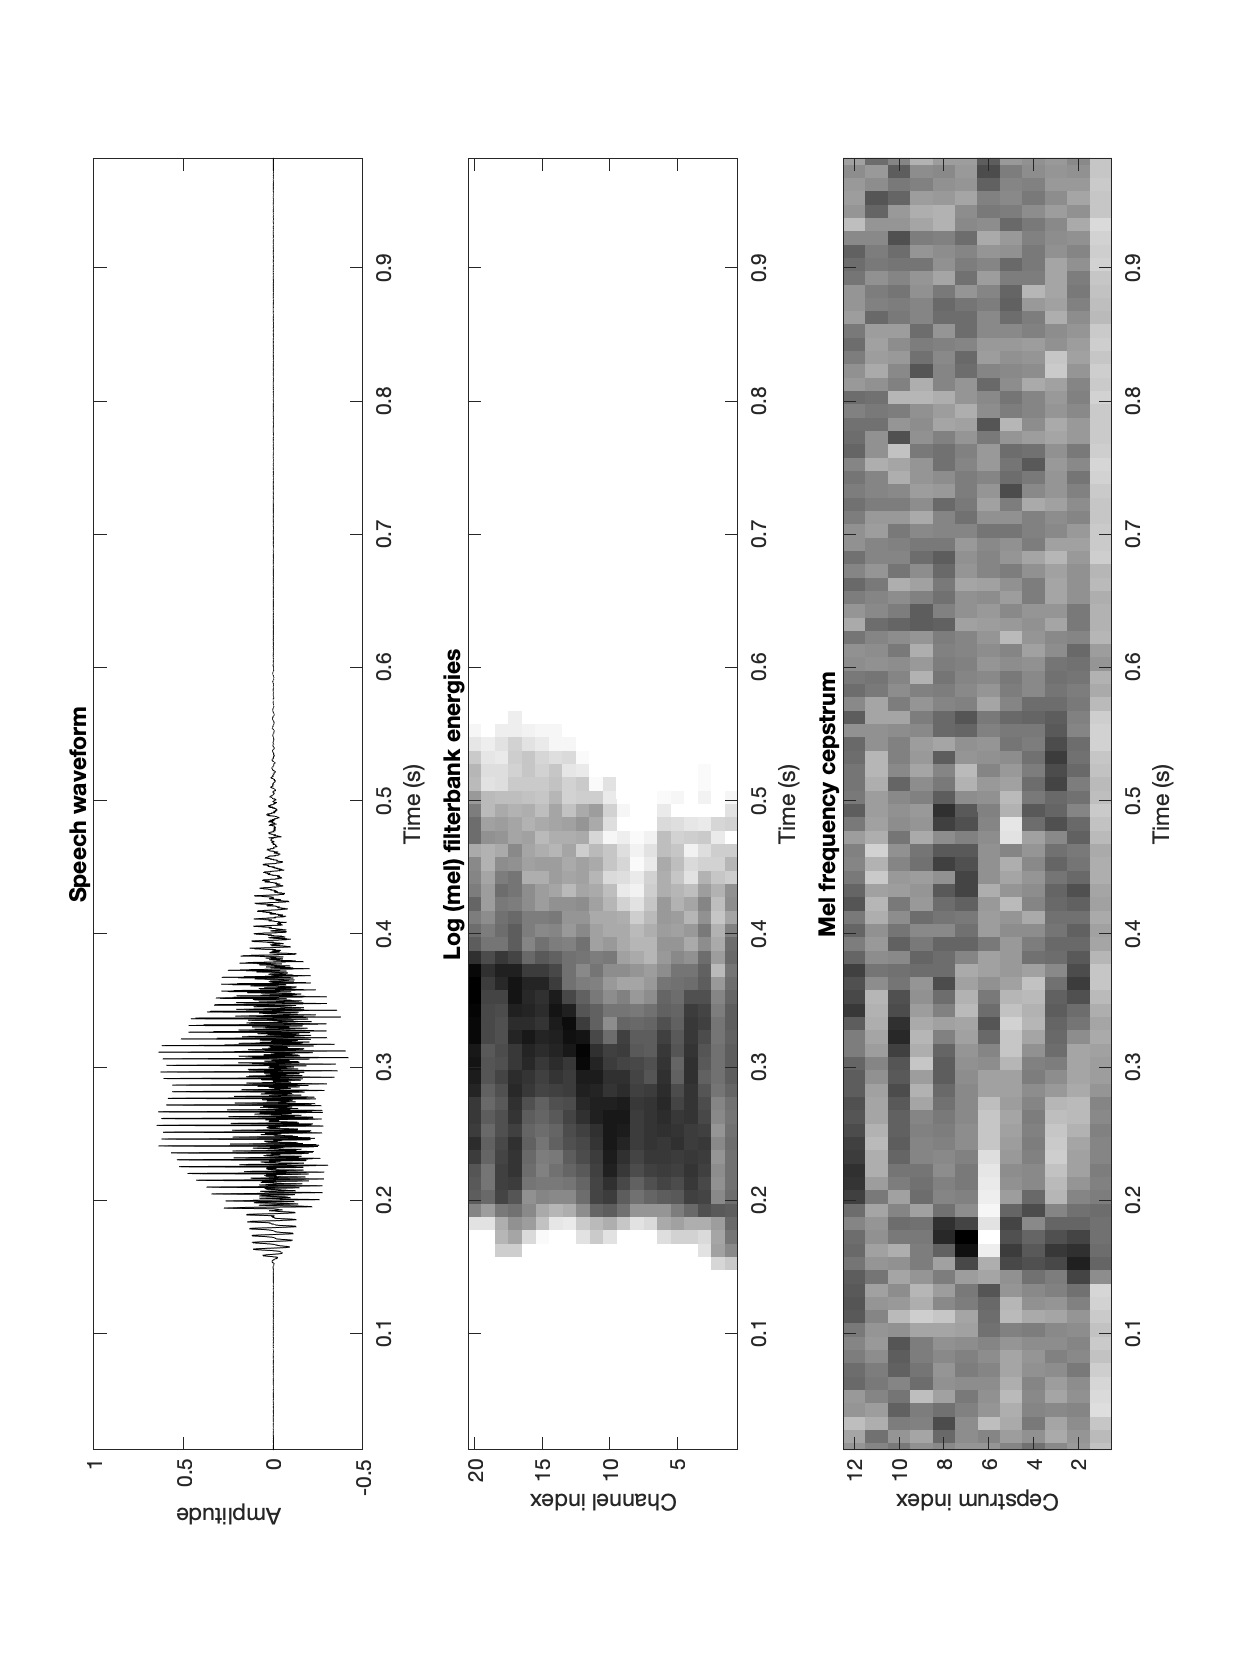 Speech waveform
1
0.5
0
-0.5
Amplitude
0.1 0.2 0.3 0.4 0.5 0.6 0.7 0.8 0.9
Time (s)
Log (mel) filterbank energies
20
15
10
5
Channel index
0.1 0.2 0.3 0.4 0.5 0.6 0.7 0.8 0.9
Time (s)
Mel frequency cepstrum
12
10
8
6
4
2
Cepstrum index
0.1 0.2 0.3 0.4 0.5 0.6 0.7 0.8 0.9
Time (s)